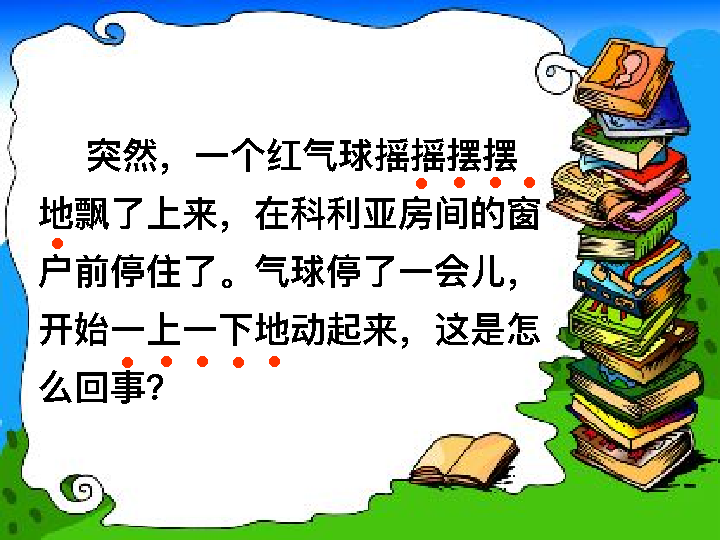 突然，一个红气球摇摇摆摆
地飘了上来，在科利亚房间的窗
户前停住了。气球停了一会儿，
开始一上一下地动起来，这是怎
么回事?